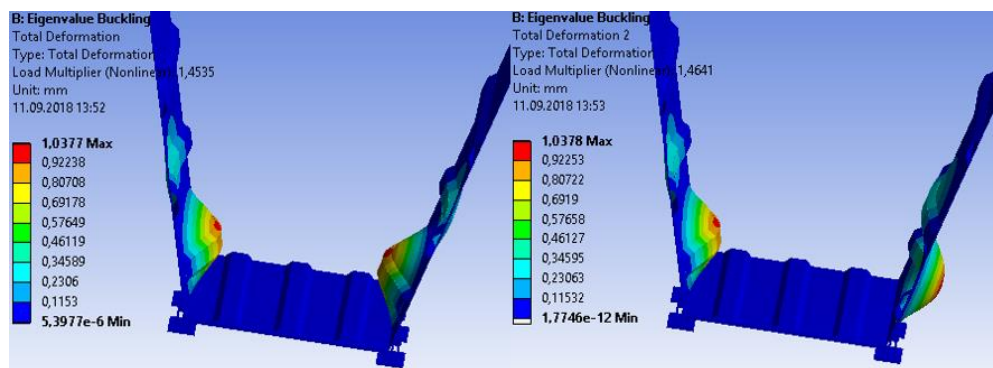 B: Eigenvalue Buckling
Total Deformation
Type: Total Deformation
Load Multiplier (Nonlinear): 1,4535
Unit: mm
11.09.2018 13:52
1,0377 Max
0,92238
0,80708
0,69178
0,57649
0,46119
0,34589
0,2306
0,1153
5,3977e-6 Min
B: Eigenvalue Buckling
Total Deformation 2
Type: Total Deformation
Load Multiplier (Nonlinear): 1,4641
Unit: mm
11.09.2018 13:53
1,0378 Max
0,92253
0,80722
0,6919
0,57658
0,46127
0,34595
0,23063
0,11532
1,7746e-12 Min